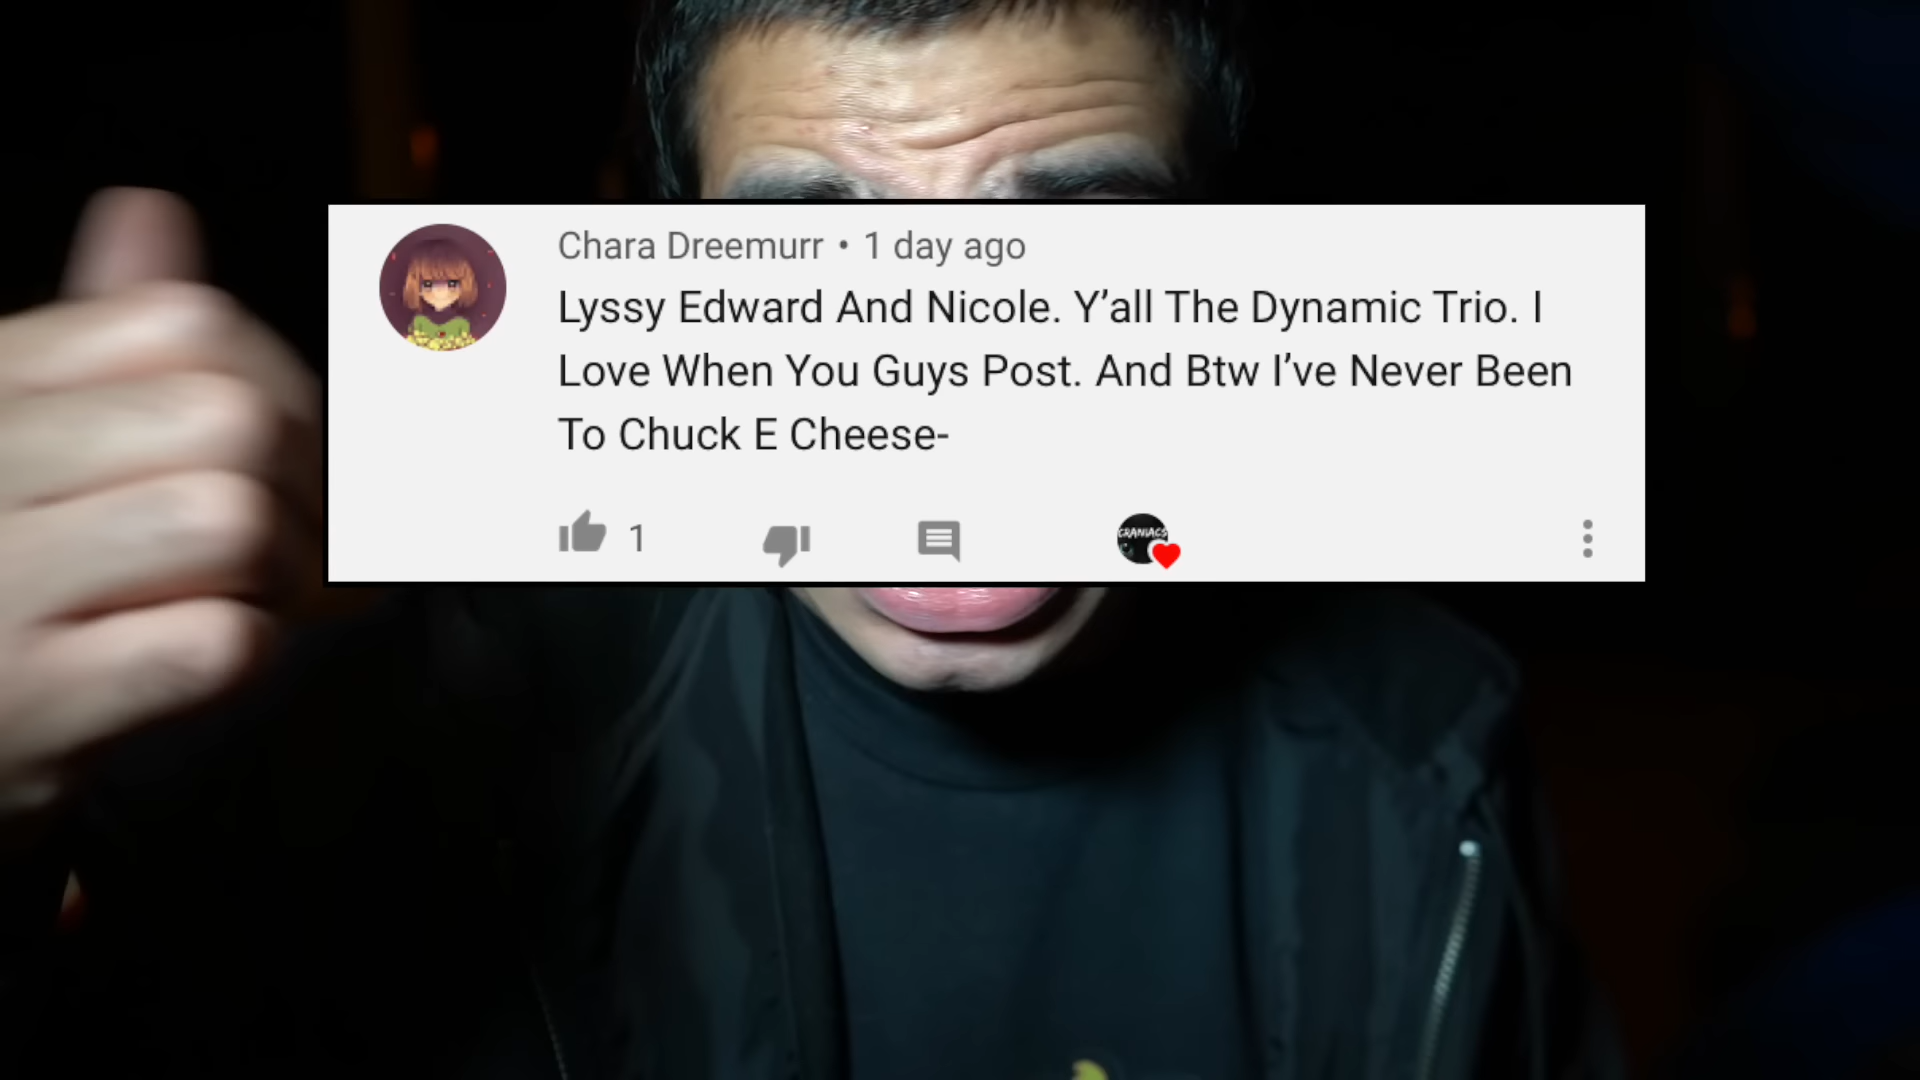 Chara Dreemurr • 1 day ago
Lyssy Edward And Nicole. Y’all The Dynamic Trio. I
Love When You Guys Post. And Btw I’ve Never Been
To Chuck E Cheese-
1
CRANIACS